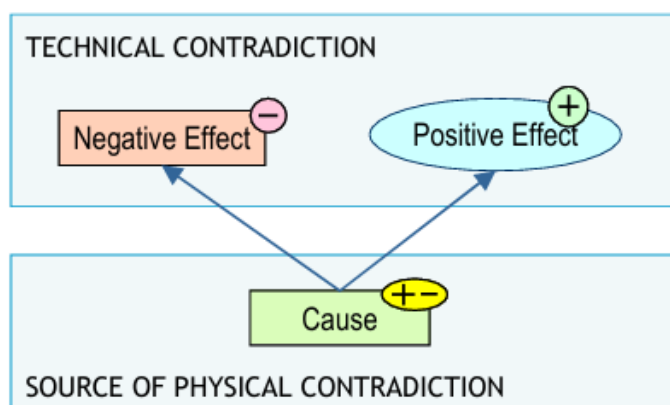 TECHNICAL CONTRADICTION
−
+
Negative Effect
Positive Effect
+−
Cause
SOURCE OF PHYSICAL CONTRADICTION